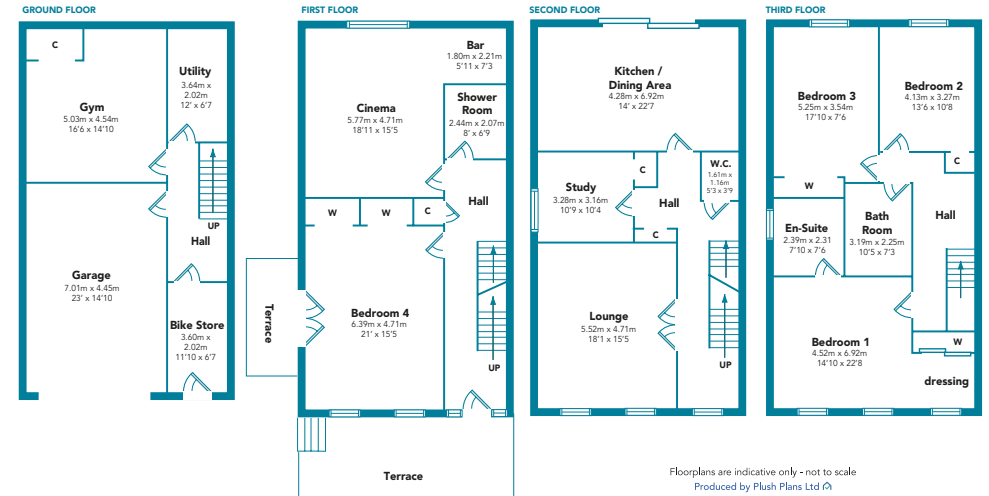 GROUND FLOOR
C
Utility
3.64m x
2.02m
12' x 6'7
Gym
5.03m x 4.54m
16'6 x 14'10
UP
Hall
Garage
7.01m x 4.45m
23' x 14'10
Bike Store
3.60m x
2.02m
11'10 x 6'7
FIRST FLOOR
Bar
1.80m x 2.21m
5'11 x 7'3
Cinema
5.77m x 4.71m
18'11 x 15'5
Shower
Room
2.44m x 2.07m
8' x 6'9
Hall
W
W
C
Terrace
Bedroom 4
6.39m x 4.71m
21' x 15'5
UP
Terrace
SECOND FLOOR
Kitchen /
Dining Area
4.28m x 6.92m
14' x 22'7
C
W.C.
1.61m x
1.16m
5'3 x 3'9
Study
3.28m x 3.16m
10'9 x 10'4
Hall
C
Lounge
5.52m x 4.71m
18'1 x 15'5
UP
THIRD FLOOR
Bedroom 3
5.25m x 3.54m
17'10 x 7'6
Bedroom 2
4.13m x 3.27m
13'6 x 10'8
C
W
En-Suite
2.39m x 2.31
7'10 x 7'6
Bath
Room
3.19m x 2.25m
10'5 x 7'3
Hall
Bedroom 1
4.52m x 6.92m
14'10 x 22'8
W
dressing
Floorplans are indicative only - not to scale
Produced by Plush Plans Ltd